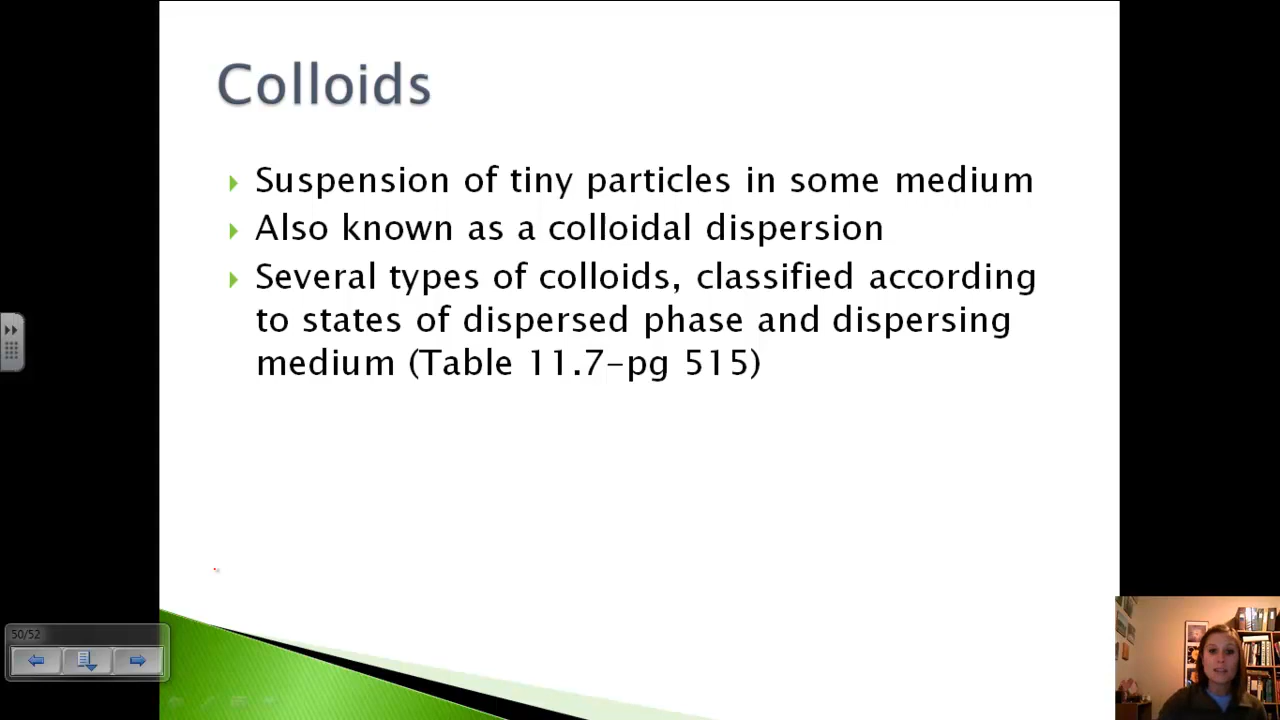 Colloids
Suspension of tiny particles in some medium
Also known as a colloidal dispersion
Several types of colloids, classified according
to states of dispersed phase and dispersing
medium (Table 11.7-pg 515)
50/52